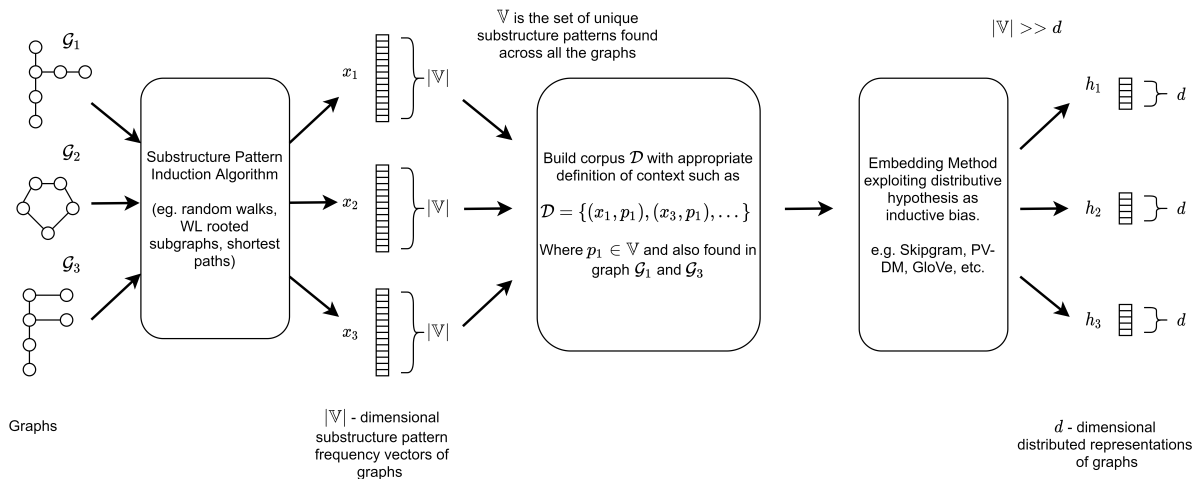 𝕍 is the set of unique
substructure patterns found
across all the graphs
|𝕍| >> d
𝒢₁
𝒢₂
𝒢₃
Substructure Pattern
Induction Algorithm
(eg. random walks,
WL rooted
subgraphs, shortest
paths)
x₁
|𝕍|
x₂
|𝕍|
x₃
|𝕍|
Build corpus 𝒟 with appropriate
definition of context such as
𝒟 = {(x₁, p₁), (x₃, p₁), . . . }
Where p₁ ∈ 𝕍 and also found in
graph 𝒢₁ and 𝒢₃
Embedding Method
exploiting distributive
hypothesis as
inductive bias.
e.g. Skipgram, PV-
DM, GloVe, etc.
h₁
d
h₂
d
h₃
d
Graphs
|𝕍| - dimensional
substructure pattern
frequency vectors of
graphs
d - dimensional
distributed representations
of graphs